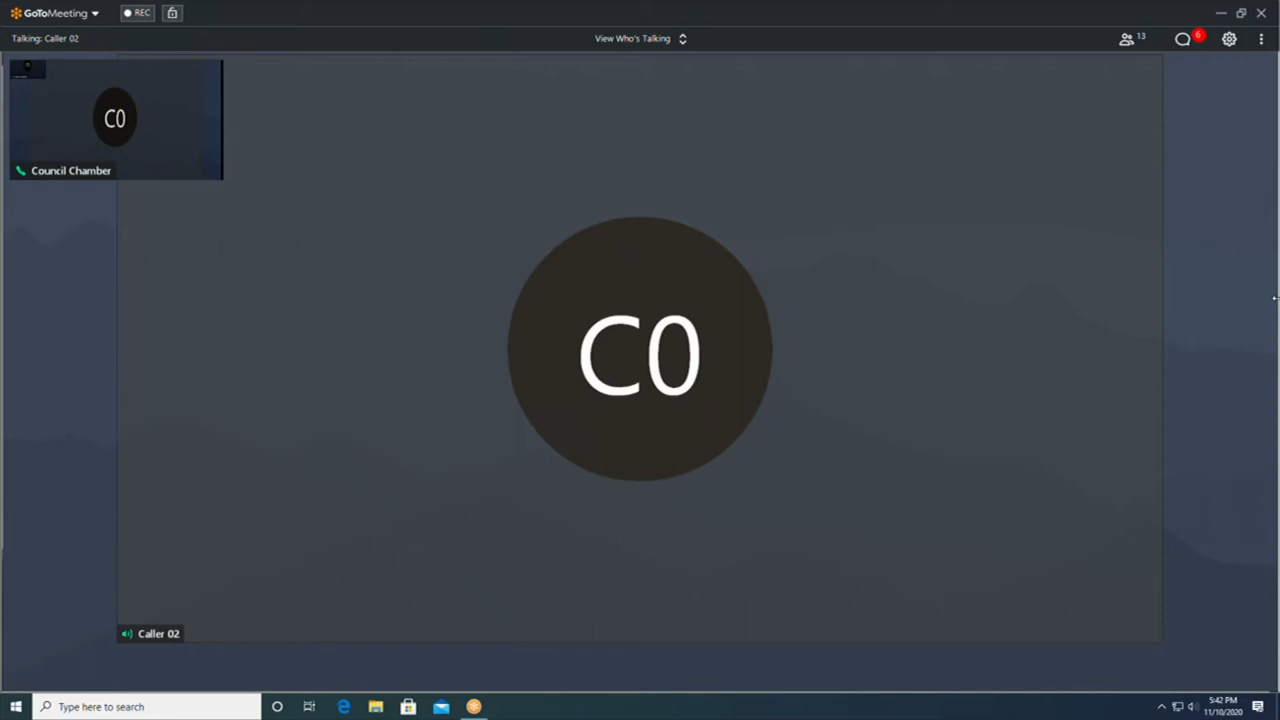 GoToMeeting
REC
Talking: Caller 02
View Who's Talking
13
6
C0
Council Chamber
C0
Caller 02
Type here to search
5:42 PM
11/10/2020